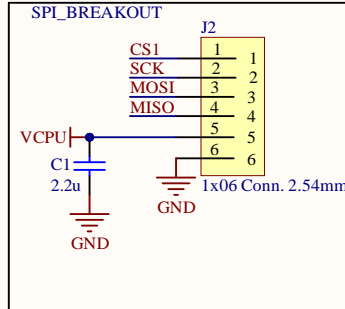 SPI_BREAKOUT
J2
CS1 1 1
SCK 2 2
MOSI 3 3
MISO 4 4
VCPU 5 5
6 6
C1
2.2u
1x06 Conn. 2.54mm
GND
GND